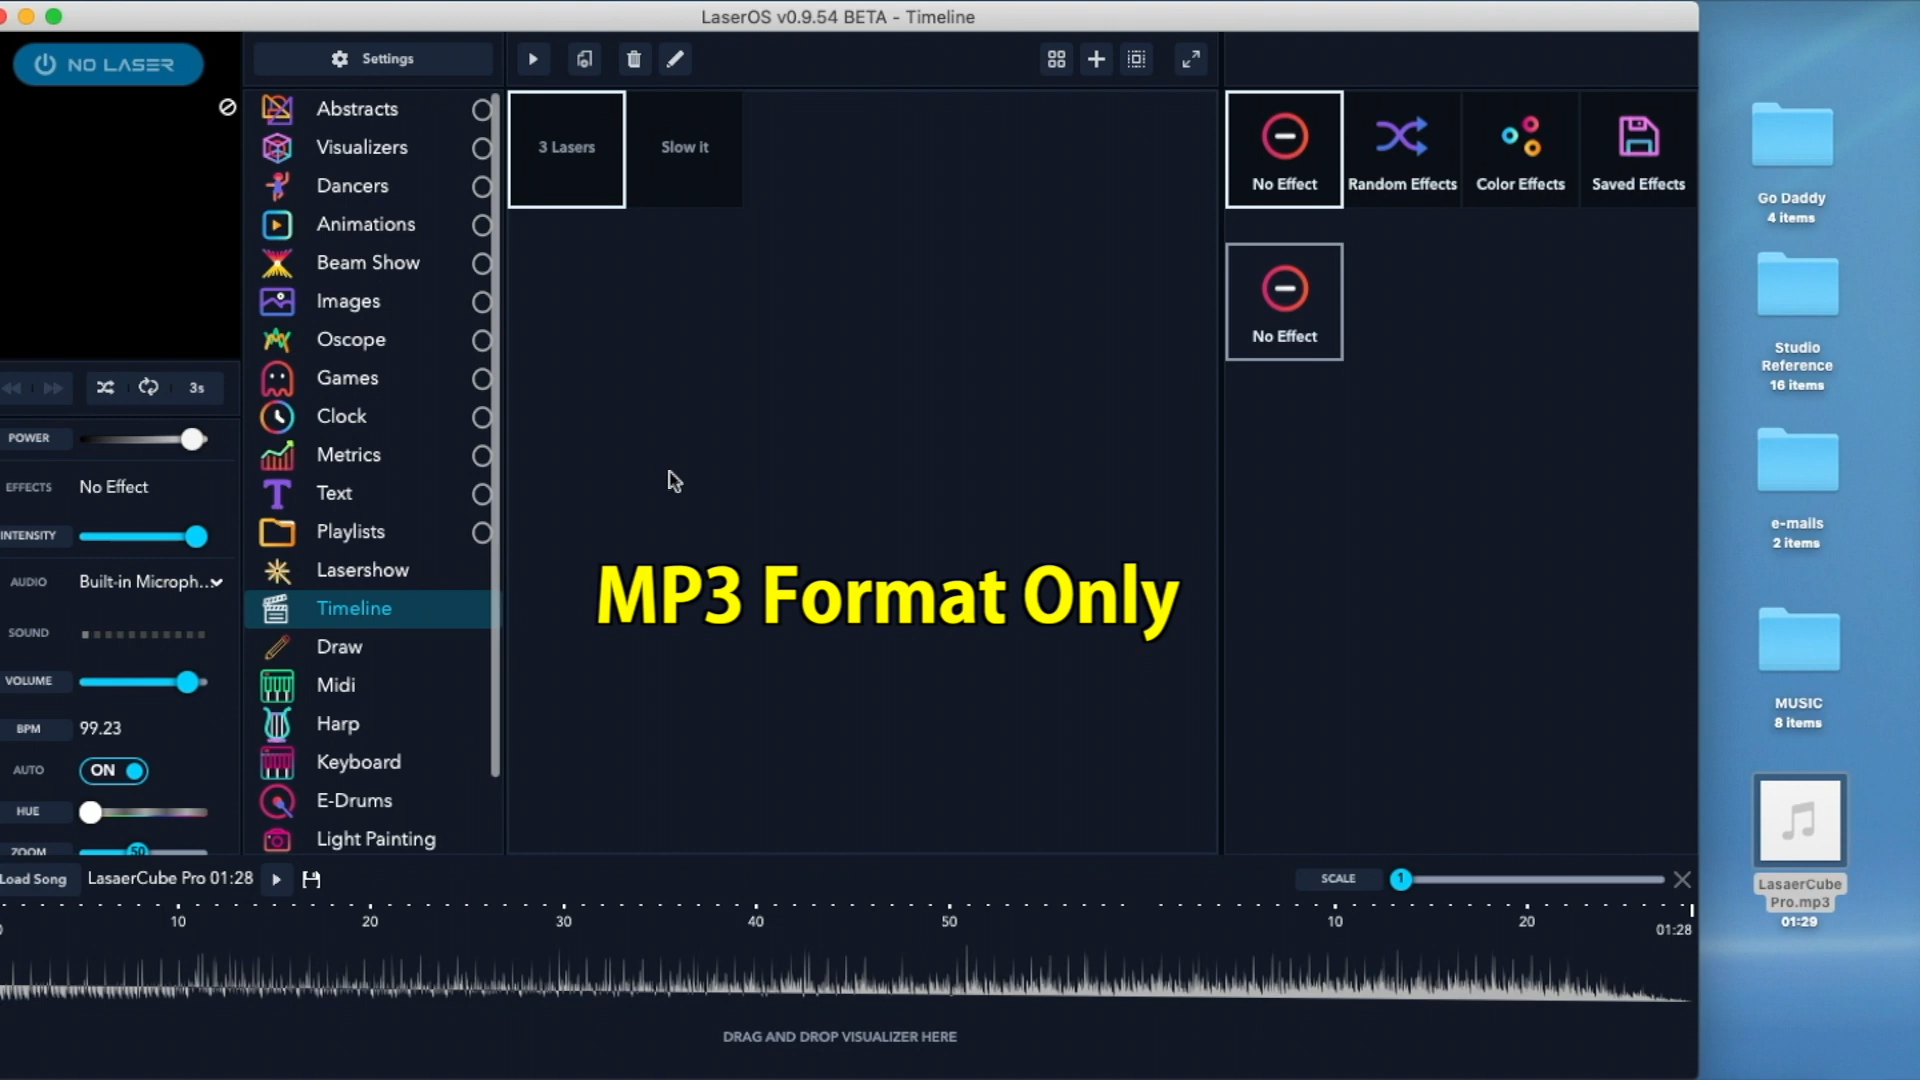 LaserOS v0.9.54 BETA - Timeline
NO LASER
Settings
Abstracts
Visualizers
Dancers
Animations
Beam Show
Images
Oscope
Games
Clock
Metrics
Text
Playlists
Lasershow
Timeline
Draw
Midi
Harp
Keyboard
E-Drums
Light Painting
3s
POWER
EFFECTS No Effect
INTENSITY
AUDIO Built-in Microph...
SOUND
VOLUME
BPM 99.23
AUTO ON
HUE
ZOOM 50
3 Lasers
Slow it
MP3 Format Only
No Effect
Random Effects
Color Effects
Saved Effects
No Effect
Load Song LasaerCube Pro 01:28
SCALE 1
0 10 20 30 40 50 10 20 01:28
DRAG AND DROP VISUALIZER HERE
Go Daddy
4 items
Studio
Reference
16 items
e-mails
2 items
MUSIC
8 items
LasaerCube
Pro.mp3
01:29